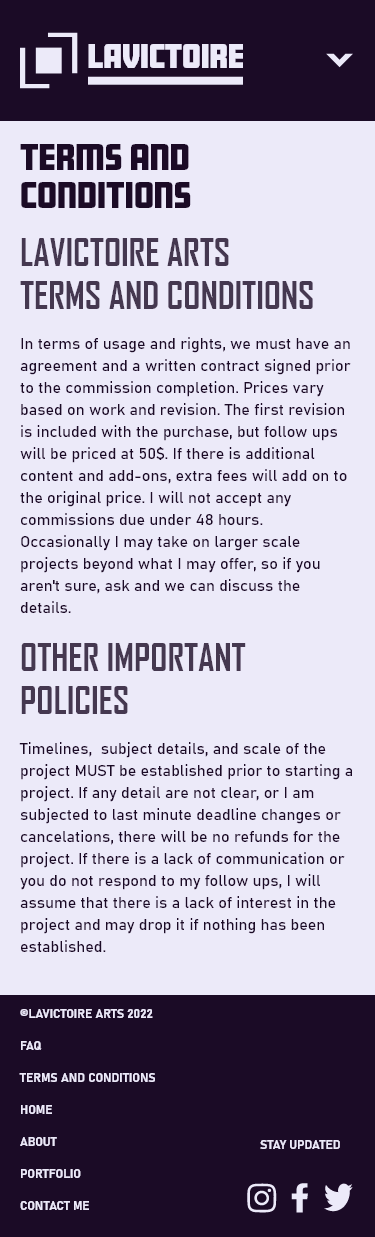 LAVICTOIRE
TERMS AND
CONDITIONS
LAVICTOIRE ARTS
TERMS AND CONDITIONS
In terms of usage and rights, we must have an
agreement and a written contract signed prior
to the commission completion. Prices vary
based on work and revision. The first revision
is included with the purchase, but follow ups
will be priced at 50$. If there is additional
content and add-ons, extra fees will add on to
the original price. I will not accept any
commissions due under 48 hours.
Occasionally I may take on larger scale
projects beyond what I may offer, so if you
aren't sure, ask and we can discuss the
details.
OTHER IMPORTANT
POLICIES
Timelines,  subject details, and scale of the
project MUST be established prior to starting a
project. If any detail are not clear, or I am
subjected to last minute deadline changes or
cancelations, there will be no refunds for the
project. If there is a lack of communication or
you do not respond to my follow ups, I will
assume that there is a lack of interest in the
project and may drop it if nothing has been
established.
©LAVICTOIRE ARTS 2022
FAQ
TERMS AND CONDITIONS
HOME
ABOUT
PORTFOLIO
CONTACT ME
STAY UPDATED